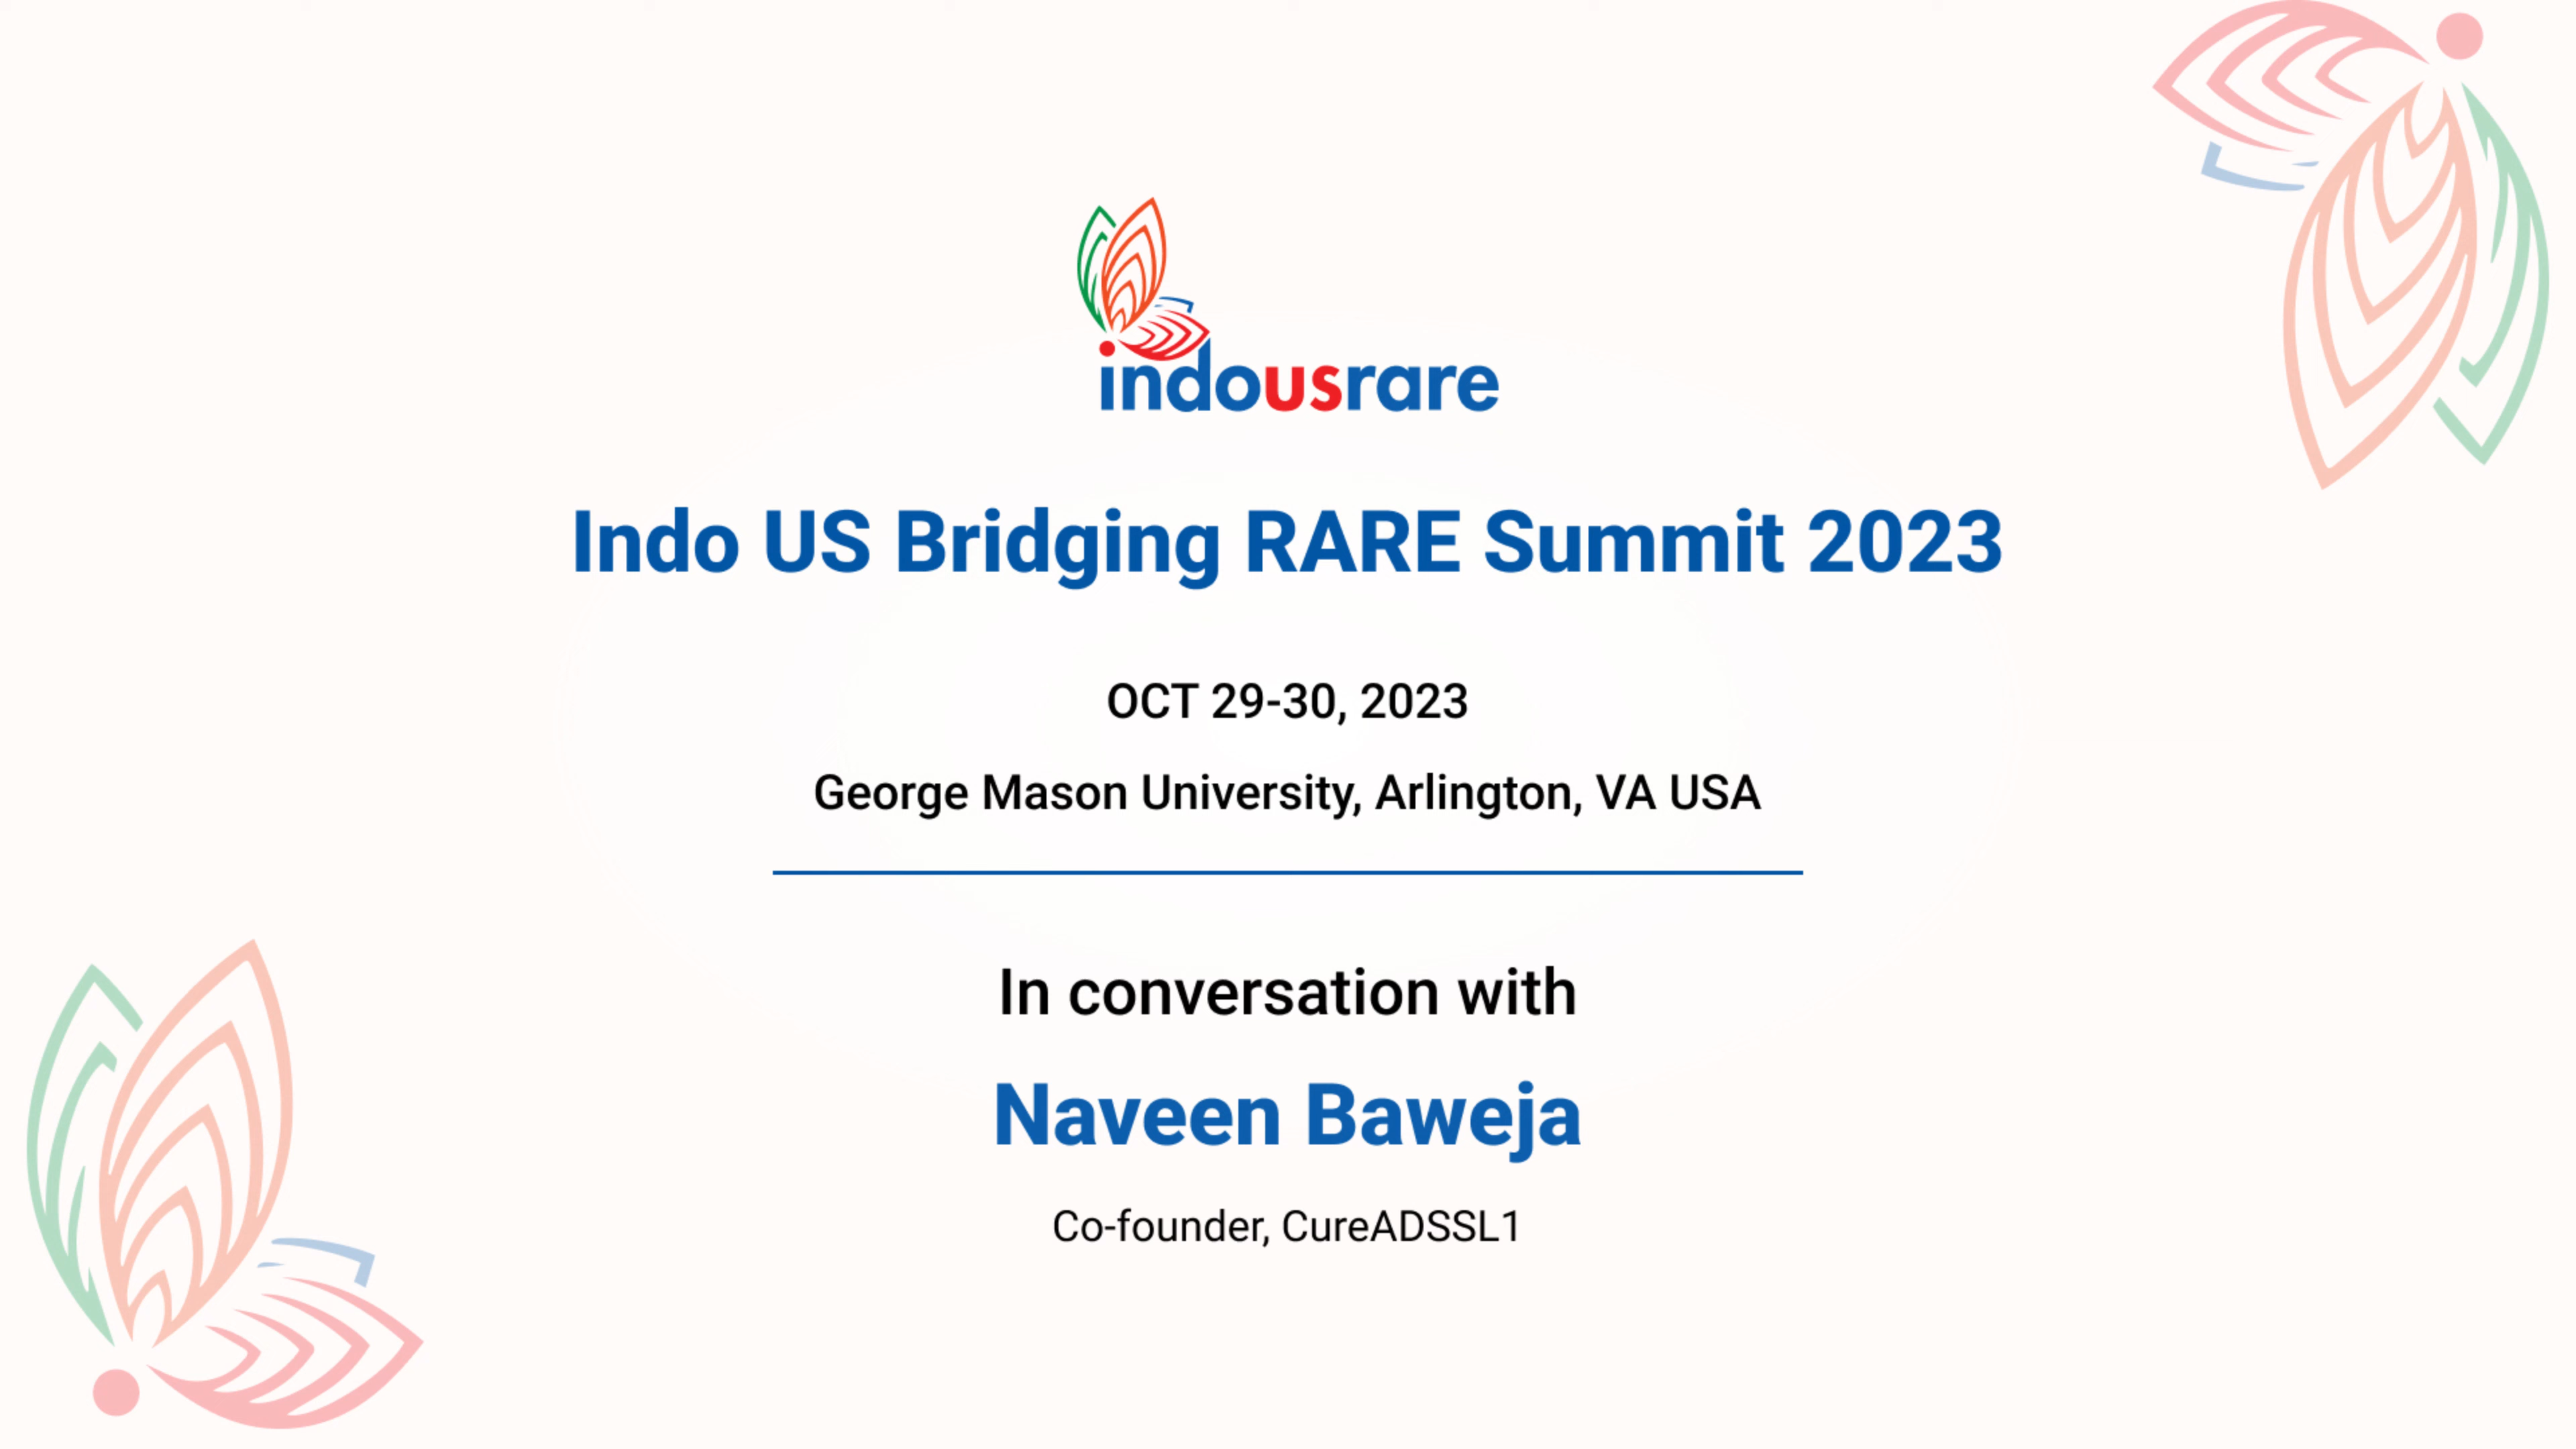 indousrare
Indo US Bridging RARE Summit 2023
OCT 29-30, 2023
George Mason University, Arlington, VA USA
In conversation with
Naveen Baweja
Co-founder, CureADSSL1